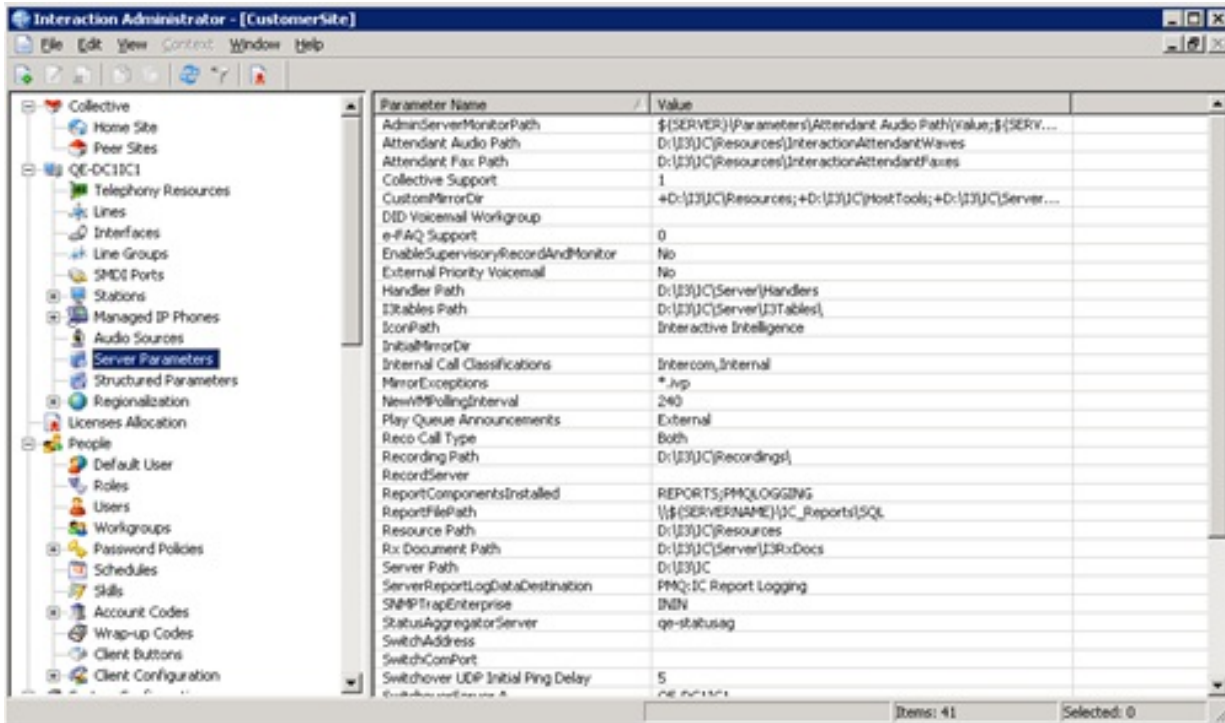 Interaction Administrator - [CustomerSite]
File Edit View Context Window Help
Collective
Home Site
Peer Sites
QE-DC1IC1
Telephony Resources
Lines
Interfaces
Line Groups
SMDI Ports
Stations
Managed IP Phones
Audio Sources
Server Parameters
Structured Parameters
Regionalization
Licenses Allocation
People
Default User
Roles
Users
Workgroups
Password Policies
Schedules
Skills
Account Codes
Wrap-up Codes
Client Buttons
Client Configuration
Parameter Name Value
AdminServerMonitorPath ${SERVER}\Parameters\Attendant Audio Path\Value;${SERV...
Attendant Audio Path D:\I3\IC\Resources\InteractionAttendantWaves
Attendant Fax Path D:\I3\IC\Resources\InteractionAttendantFaxes
Collective Support 1
CustomMirrorDir +D:\I3\IC\Resources;+D:\I3\IC\HostTools;+D:\I3\IC\Server...
DID Voicemail Workgroup
e-FAQ Support 0
EnableSupervisoryRecordAndMonitor No
External Priority Voicemail No
Handler Path D:\I3\IC\Server\Handlers
I3tables Path D:\I3\IC\Server\I3Tables\
IconPath Interactive Intelligence
InitialMirrorDir
Internal Call Classifications Intercom,Internal
MirrorExceptions *.ivp
NewVMPollingInterval 240
Play Queue Announcements External
Reco Call Type Both
Recording Path D:\I3\IC\Recordings\
RecordServer
ReportComponentsInstalled REPORTS;PMQLOGGING
ReportFilePath \\${SERVERNAME}\IC_Reports\SQL
Resource Path D:\I3\IC\Resources
Rx Document Path D:\I3\IC\Server\I3RxDocs
Server Path D:\I3\IC
ServerReportLogDataDestination PMQ:IC Report Logging
SNMPTrapEnterprise ININ
StatusAggregatorServer qe-statusag
SwitchAddress
SwitchComPort
Switchover UDP Initial Ping Delay 5
SwitchoverServer A QE-DC1IC1
Items: 41 Selected: 0